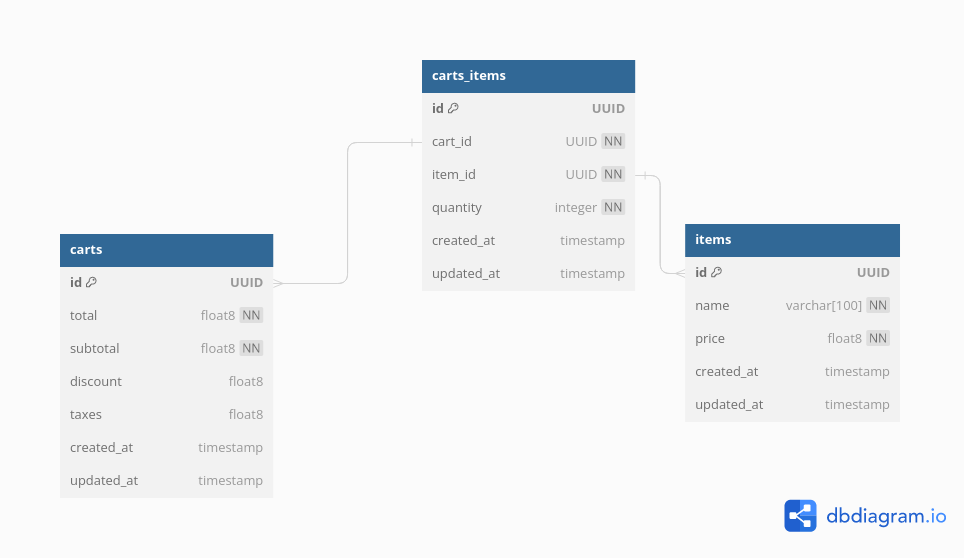 carts_items
id UUID
cart_id UUID NN
item_id UUID NN
quantity integer NN
created_at timestamp
updated_at timestamp
carts
id UUID
total float8 NN
subtotal float8 NN
discount float8
taxes float8
created_at timestamp
updated_at timestamp
items
id UUID
name varchar[100] NN
price float8 NN
created_at timestamp
updated_at timestamp
dbdiagram.io